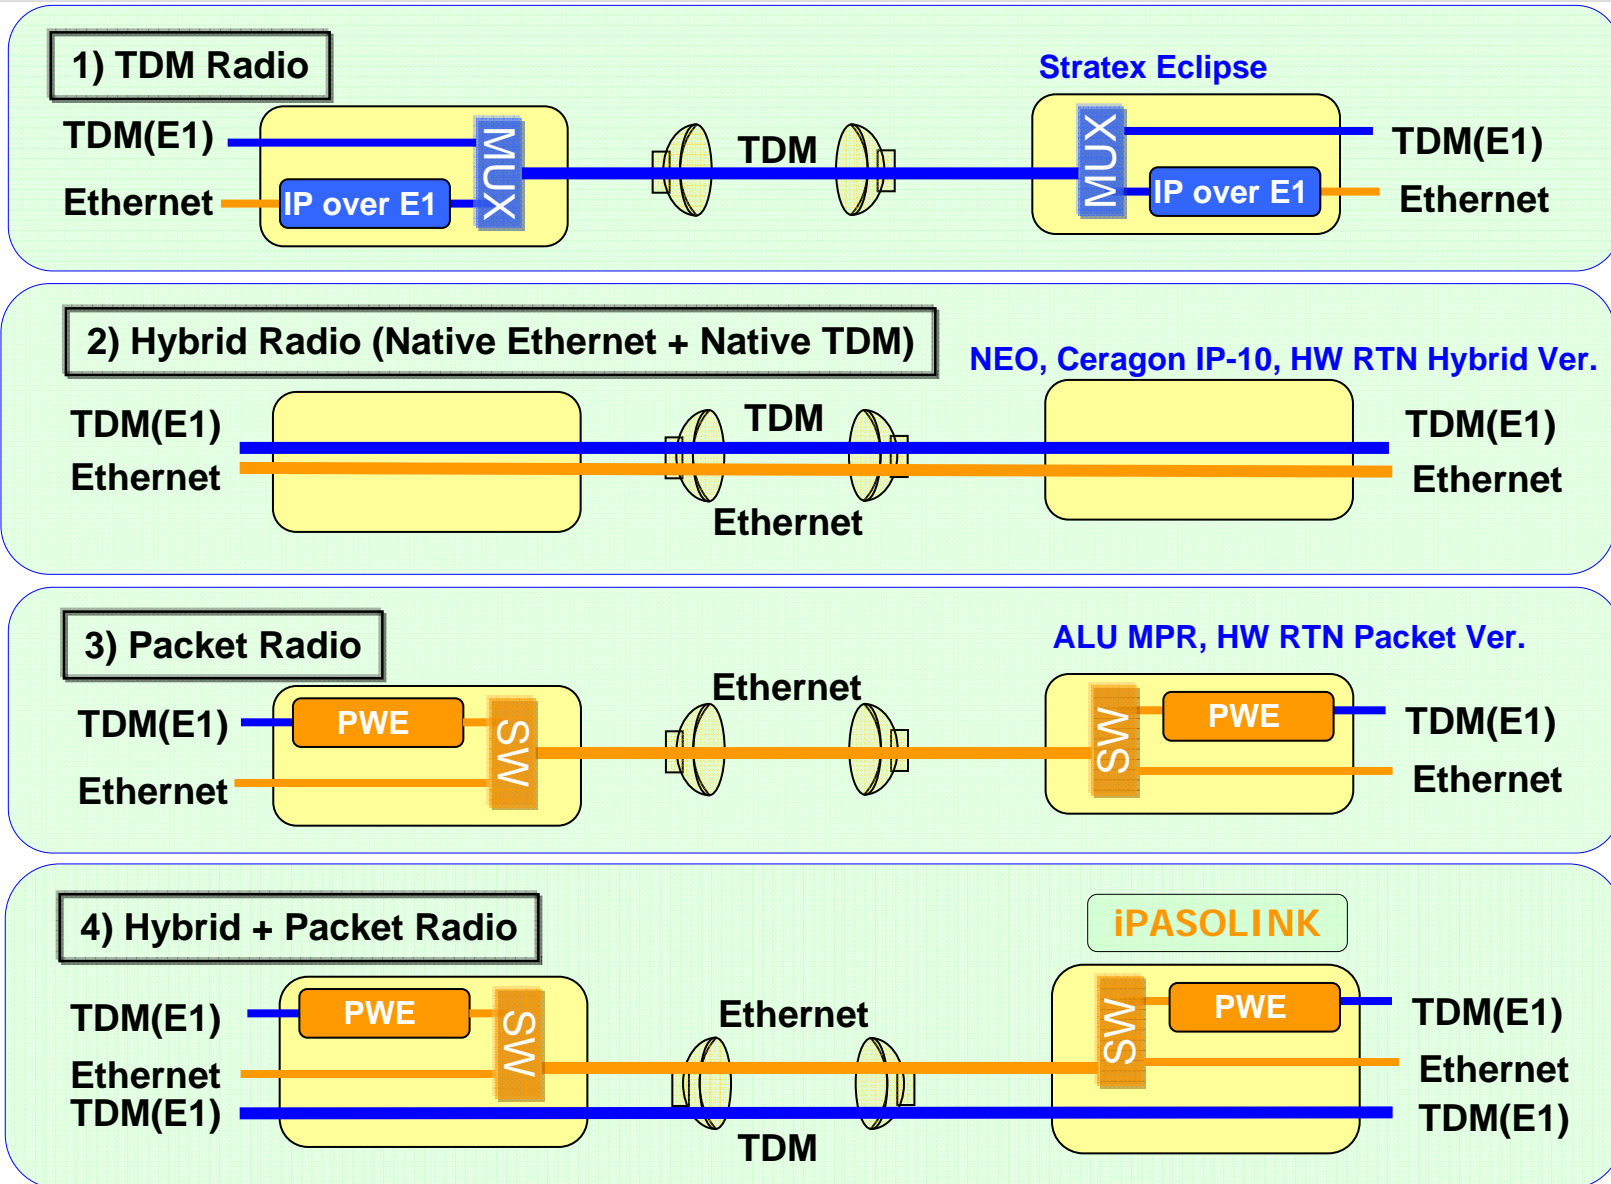 1) TDM Radio
Stratex Eclipse
TDM(E1)
MUX
TDM
MUX
TDM(E1)
Ethernet
IP over E1
IP over E1
Ethernet
2) Hybrid Radio (Native Ethernet + Native TDM)
NEO, Ceragon IP-10, HW RTN Hybrid Ver.
TDM(E1)
TDM
TDM(E1)
Ethernet
Ethernet
Ethernet
3) Packet Radio
ALU MPR, HW RTN Packet Ver.
TDM(E1)
PWE
SW
Ethernet
SW
PWE
TDM(E1)
Ethernet
Ethernet
4) Hybrid + Packet Radio
iPASOLINK
TDM(E1)
PWE
SW
Ethernet
SW
PWE
TDM(E1)
Ethernet
Ethernet
TDM(E1)
TDM
TDM(E1)